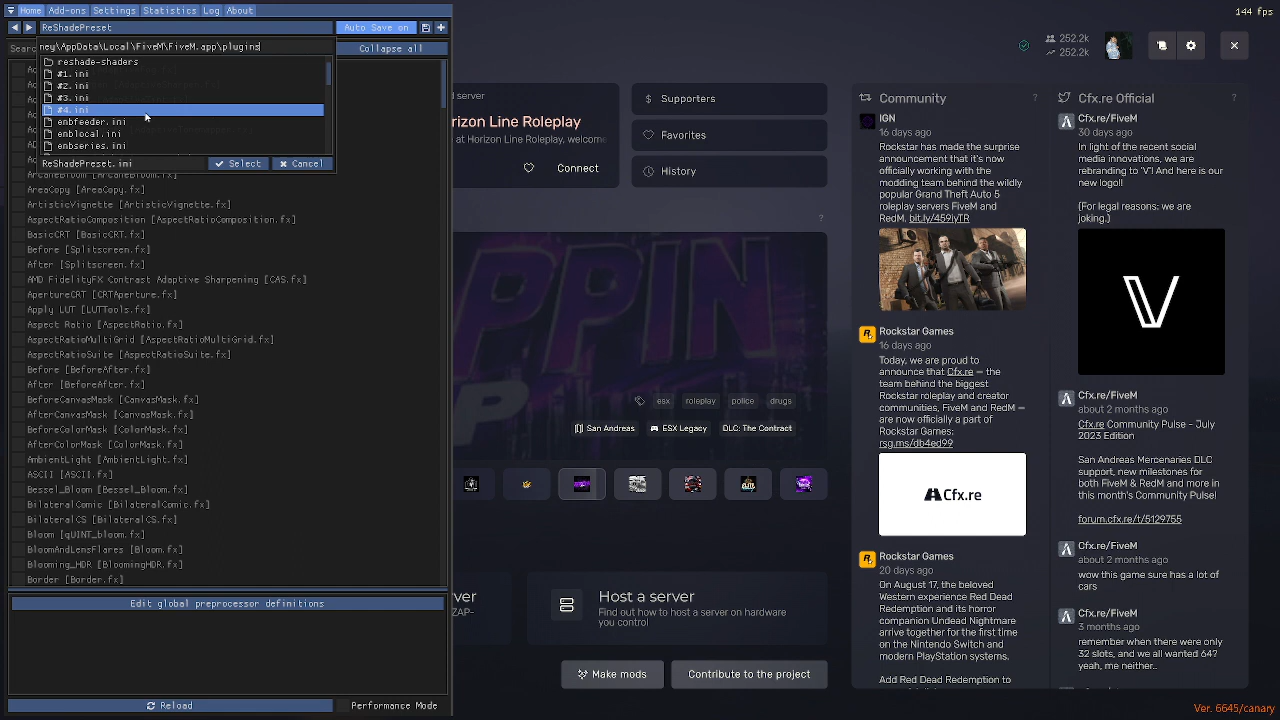 Home Add-ons Settings Statistics Log About
ReShadePreset
Auto Save on
ney\AppData\Local\FiveM\FiveM.app\plugins
Collapse all
reshade-shaders
#1.ini
#2.ini
#3.ini
#4.ini
enbfeeder.ini
enblocal.ini
enbseries.ini
ReShadePreset.ini
Select
Cancel
ArcaneBloom [ArcaneBloom.fx]
AreaCopy [AreaCopy.fx]
ArtisticVignette [ArtisticVignette.fx]
AspectRatioComposition [AspectRatioComposition.fx]
BasicCRT [BasicCRT.fx]
Before [Splitscreen.fx]
After [Splitscreen.fx]
AMD FidelityFX Contrast Adaptive Sharpening [CAS.fx]
ApertureCRT [CRTAperture.fx]
Apply LUT [LUTTools.fx]
Aspect Ratio [AspectRatio.fx]
AspectRatioMultiGrid [AspectRatioMultiGrid.fx]
AspectRatioSuite [AspectRatioSuite.fx]
Before [BeforeAfter.fx]
After [BeforeAfter.fx]
BeforeCanvasMask [CanvasMask.fx]
AfterCanvasMask [CanvasMask.fx]
BeforeColorMask [ColorMask.fx]
AfterColorMask [ColorMask.fx]
AmbientLight [AmbientLight.fx]
ASCII [ASCII.fx]
Bessel_Bloom [Bessel_Bloom.fx]
BilateralComic [BilateralComic.fx]
BilateralCS [BilateralCS.fx]
Bloom [qUINT_bloom.fx]
BloomAndLensFlares [Bloom.fx]
Blooming_HDR [BloomingHDR.fx]
Border [Border.fx]
Edit global preprocessor definitions
Reload
Performance Mode
144 fps
252.2k
252.2k
d server
rizon Line Roleplay
at Horizon Line Rolepl
Connect
Supporters
Favorites
History
?
esx roleplay police drugs
San Andreas
ESX Legacy
DLC: The Contract
rver
ZAP-
Host a server
Find out how to host a server on hardware
you control
Make mods
Contribute to the project
Community
?
IGN
16 days ago
Rockstar has made the surprise
announcement that it's now
officially working with the
modding team behind the wildly
popular Grand Theft Auto 5
roleplay servers FiveM and
RedM. bit.ly/459lyTR
Rockstar Games
16 days ago
Today, we are proud to
announce that Cfx.re — the
team behind the biggest
Rockstar roleplay and creator
communities, FiveM and RedM —
are now officially a part of
Rockstar Games:
rsg.ms/db4ed99
Cfx.re
Rockstar Games
20 days ago
On August 17, the beloved
Western experience Red Dead
Redemption and its horror
companion Undead Nightmare
arrive together for the first time
on the Nintendo Switch and
modern PlayStation systems.
Add Red Dead Redemption to
Cfx.re Official
?
Cfx.re/FiveM
30 days ago
In light of the recent social
media innovations, we are
rebranding to 'V'! And here is our
new logo!!
(For legal reasons: we are
joking.)
V
Cfx.re/FiveM
about 2 months ago
Cfx.re Community Pulse - July
2023 Edition
San Andreas Mercenaries DLC
support, new milestones for
both FiveM & RedM and more in
this month's Community Pulse!
forum.cfx.re/t/5129755
Cfx.re/FiveM
about 2 months ago
wow this game sure has a lot of
cars
Cfx.re/FiveM
3 months ago
remember when there were only
32 slots, and we all wanted 64?
yeah, me neither..
Ver. 6645/canary